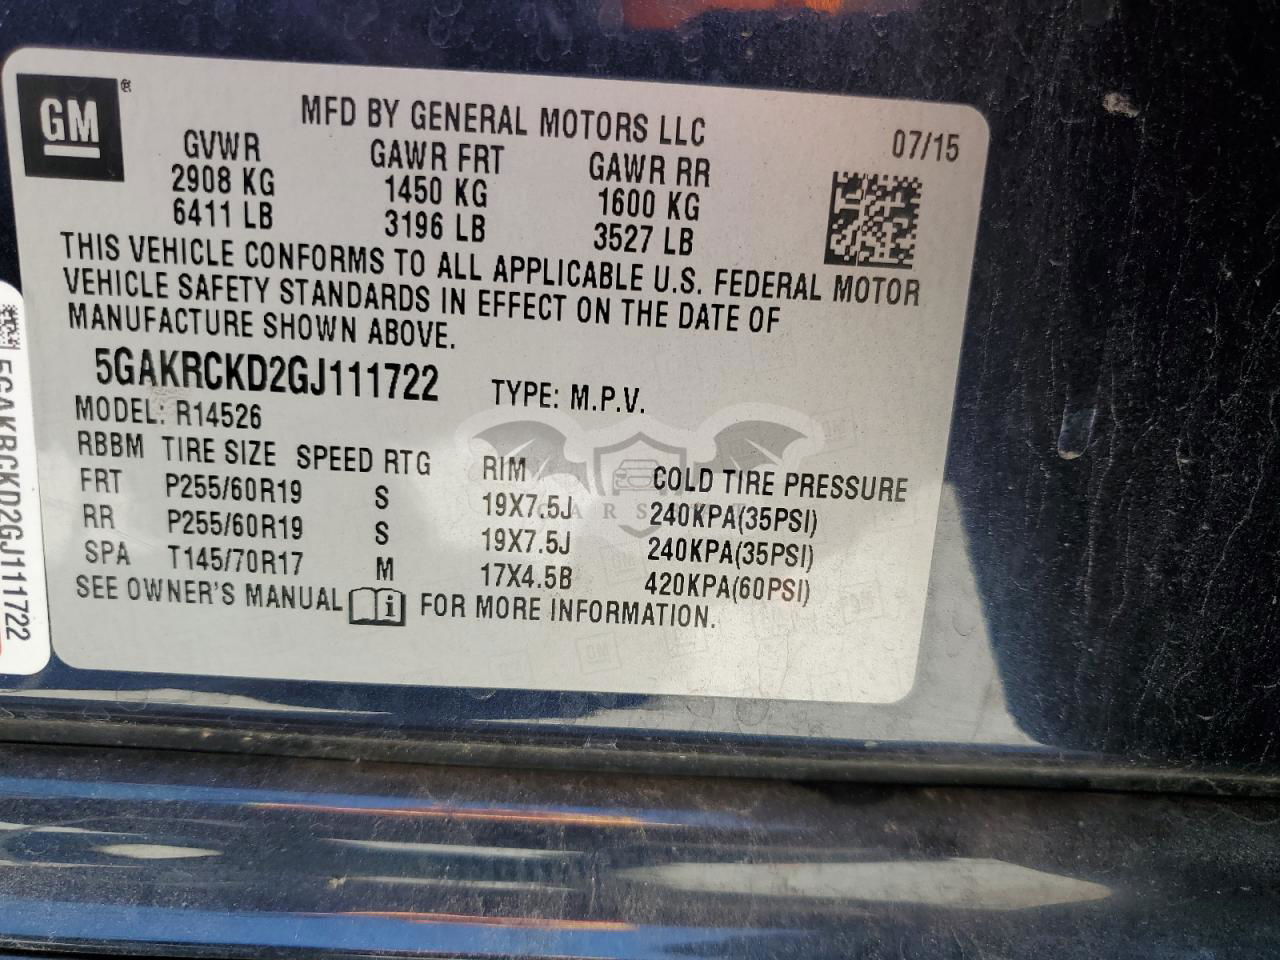 GM®
MFD BY GENERAL MOTORS LLC
07/15
GVWR GAWR FRT GAWR RR
2908 KG 1450 KG 1600 KG
6411 LB 3196 LB 3527 LB
THIS VEHICLE CONFORMS TO ALL APPLICABLE U.S. FEDERAL MOTOR
VEHICLE SAFETY STANDARDS IN EFFECT ON THE DATE OF
MANUFACTURE SHOWN ABOVE.
5GAKRCKD2GJ111722 TYPE: M.P.V.
MODEL: R14526
RBBM TIRE SIZE SPEED RTG RIM COLD TIRE PRESSURE
FRT P255/60R19 S 19X7.5J 240KPA(35PSI)
RR P255/60R19 S 19X7.5J 240KPA(35PSI)
SPA T145/70R17 M 17X4.5B 420KPA(60PSI)
SEE OWNER'S MANUAL FOR MORE INFORMATION.
5GAKRCKD2GJ111722